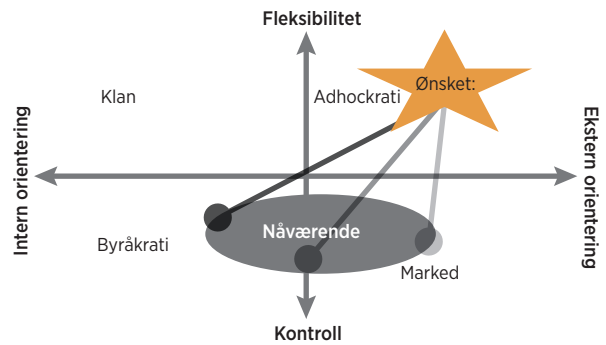 Fleksibilitet
Ønsket:
Klan
Adhockrati
Intern orientering
Ekstern orientering
Nåværende
Byråkrati
Marked
Kontroll